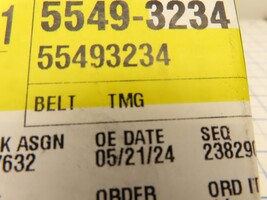 1 5549-3234
55493234
BELT TMG
K ASGN OE DATE SEQ
7632 05/21/24 238290
ORDER ORD IT